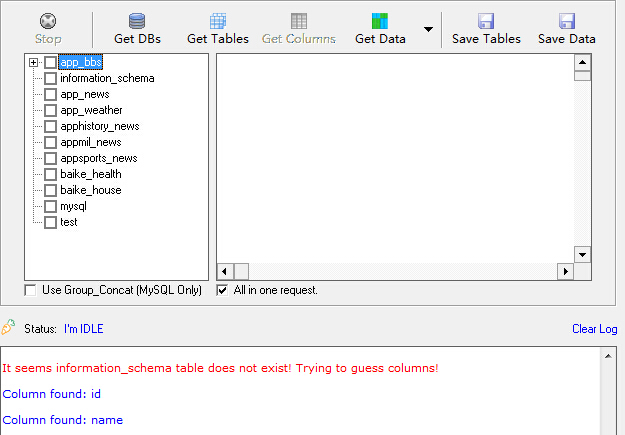 Stop
Get DBs
Get Tables
Get Columns
Get Data
Save Tables
Save Data
app_bbs
information_schema
app_news
app_weather
apphistory_news
appmil_news
appsports_news
baike_health
baike_house
mysql
test
Use Group_Concat (MySQL Only)
All in one request.
Status: I'm IDLE
Clear Log
It seems information_schema table does not exist! Trying to guess columns!
Column found: id
Column found: name